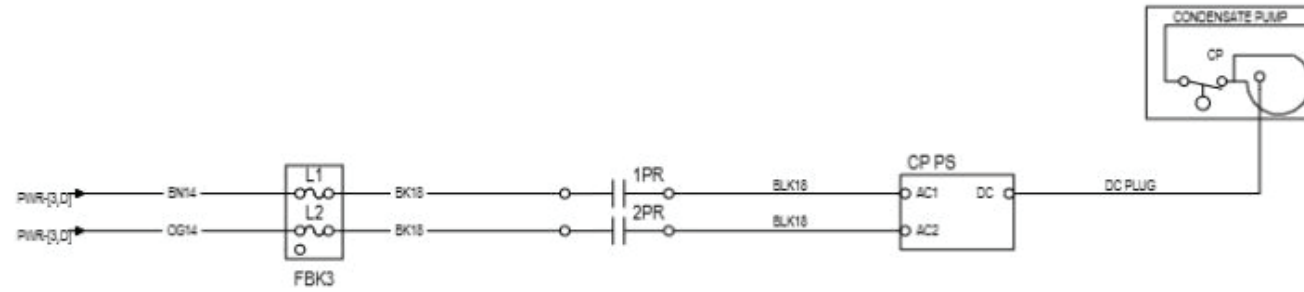 CONDENSATE PUMP
CP
CP PS
L1
1PR
PWR-[3,D]
BN14
BK18
BLK18
AC1
DC
DC PLUG
L2
2PR
PWR-[3,D]
OG14
BK18
BLK18
AC2
FBK3